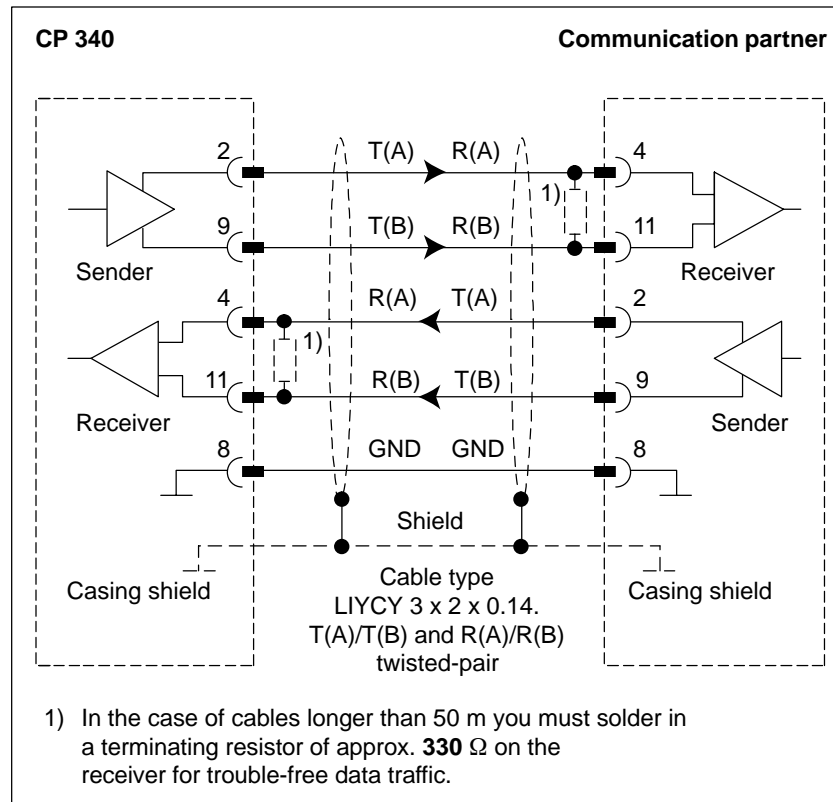 CP 340 Communication partner
2 T(A) R(A) 4
1)
9 T(B) R(B) 11
Sender Receiver
4 R(A) T(A) 2
1)
11 R(B) T(B) 9
Receiver Sender
8 GND GND 8
Shield
Casing shield Casing shield
Cable type
LIYCY 3 x 2 x 0.14.
T(A)/T(B) and R(A)/R(B)
twisted-pair
1) In the case of cables longer than 50 m you must solder in
a terminating resistor of approx. 330 Ω on the
receiver for trouble-free data traffic.